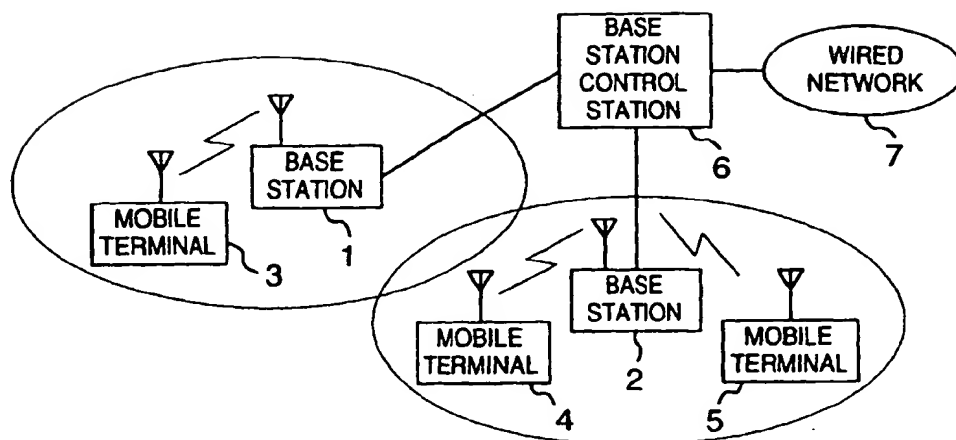 BASE
STATION
CONTROL
STATION
6
WIRED
NETWORK
7
BASE
STATION
1
MOBILE
TERMINAL
3
BASE
STATION
2
MOBILE
TERMINAL
4
MOBILE
TERMINAL
5